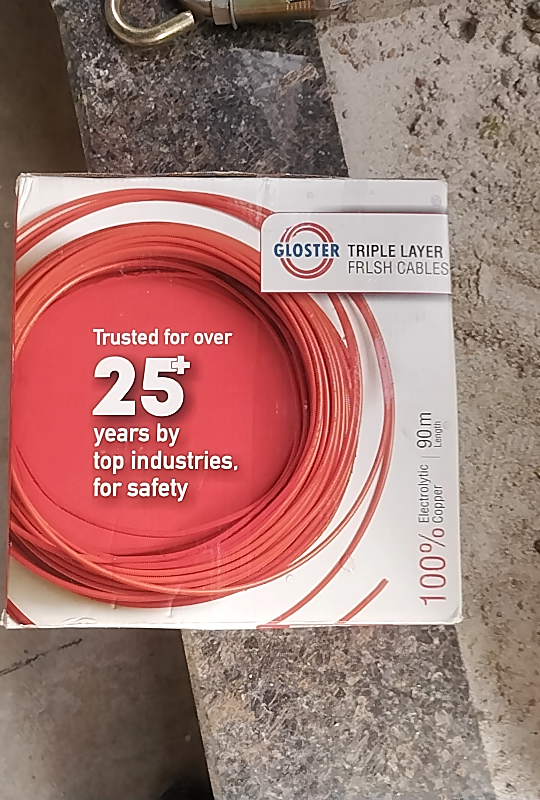 GLOSTER
TRIPLE LAYER
FRLSH CABLES
Trusted for over
25+
years by
top industries,
for safety
100% Electrolytic Copper | 90m Length